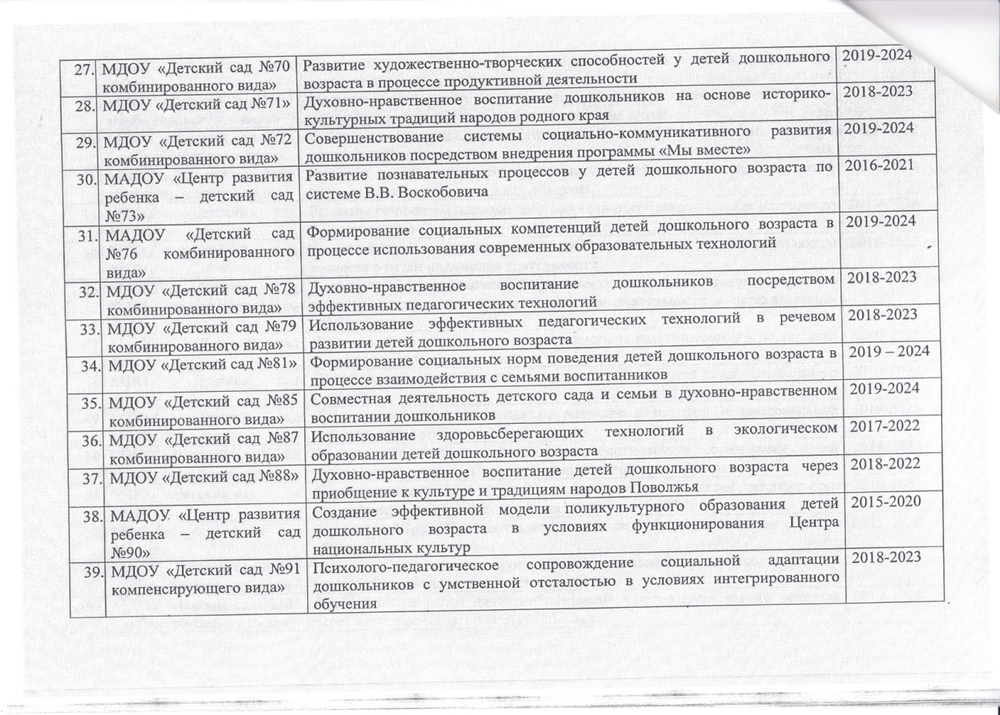 27. МДОУ «Детский сад №70 комбинированного вида» Развитие художественно-творческих способностей у детей дошкольного 2019-2024
возраста в процессе продуктивной деятельности
28. МДОУ «Детский сад №71» Духовно-нравственное воспитание дошкольников на основе историко- 2018-2023
культурных традиций народов родного края
29. МДОУ «Детский сад №72 Совершенствование системы социально-коммуникативного развития 2019-2024
комбинированного вида» дошкольников посредством внедрения программы «Мы вместе»
30. МАДОУ «Центр развития Развитие познавательных процессов у детей дошкольного возраста по 2016-2021
ребенка – детский сад системе В.В. Воскобовича
№73»
31. МАДОУ «Детский сад Формирование социальных компетенций детей дошкольного возраста в 2019-2024
№76 комбинированного процессе использования современных образовательных технологий
вида»
32. МДОУ «Детский сад №78 Духовно-нравственное воспитание дошкольников посредством 2018-2023
комбинированного вида» эффективных педагогических технологий
33. МДОУ «Детский сад №79 Использование эффективных педагогических технологий в речевом 2018-2023
комбинированного вида» развитии детей дошкольного возраста
34. МДОУ «Детский сад №81» Формирование социальных норм поведения детей дошкольного возраста в 2019 – 2024
процессе взаимодействия с семьями воспитанников
35. МДОУ «Детский сад №85 Совместная деятельность детского сада и семьи в духовно-нравственном 2019-2024
комбинированного вида» воспитании дошкольников
36. МДОУ «Детский сад №87 Использование здоровьсберегающих технологий в экологическом 2017-2022
комбинированного вида» образовании детей дошкольного возраста
37. МДОУ «Детский сад №88» Духовно-нравственное воспитание детей дошкольного возраста через 2018-2022
приобщение к культуре и традициям народов Поволжья
38. МАДОУ «Центр развития Создание эффективной модели поликультурного образования детей 2015-2020
ребенка – детский сад дошкольного возраста в условиях функционирования Центра
№90» национальных культур
39. МДОУ «Детский сад №91 Психолого-педагогическое сопровождение социальной адаптации 2018-2023
компенсирующего вида» дошкольников с умственной отсталостью в условиях интегрированного
обучения